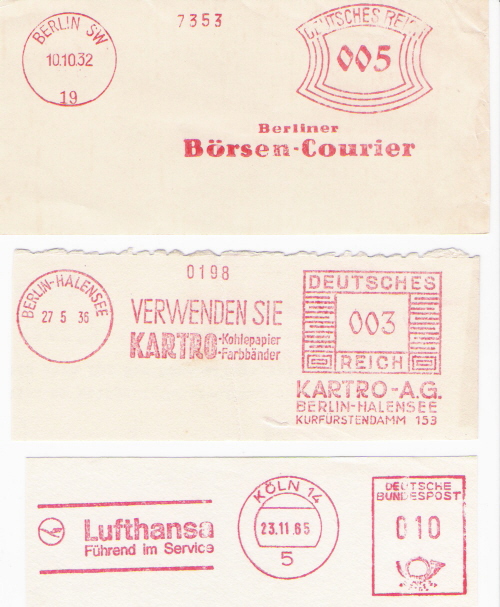 BERLIN SW
10.10.32
19
7353
DEUTSCHES REICH
005
Berliner
Börsen-Courier
BERLIN-HALENSEE
27 5 36
0198
VERWENDEN SIE
KARTRO-Kohlepapier
-Farbbänder
DEUTSCHES
003
REICH
KARTRO-A.G.
BERLIN-HALENSEE
KURFÜRSTENDAMM 153
Lufthansa
Führend im Service
KÖLN 14
23.11.65
5
DEUTSCHE
BUNDESPOST
010